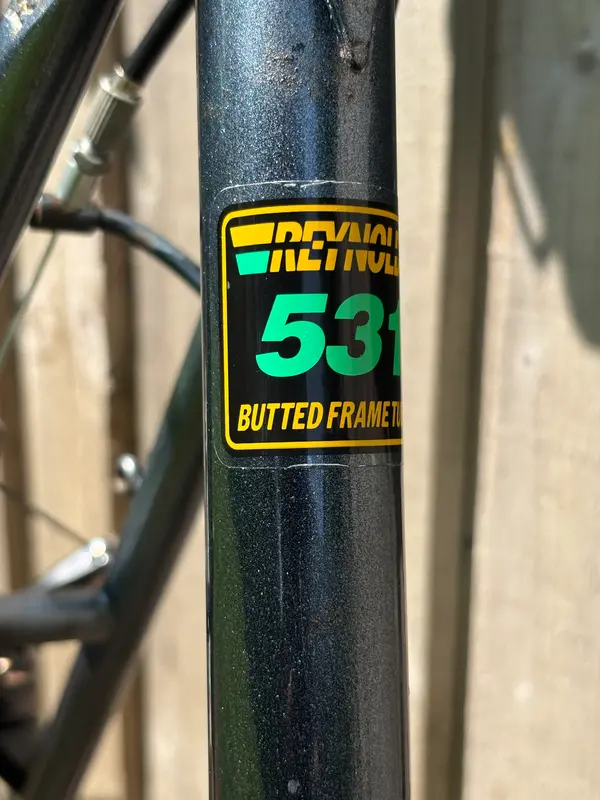 REYNOL
531
BUTTED FRAME TU